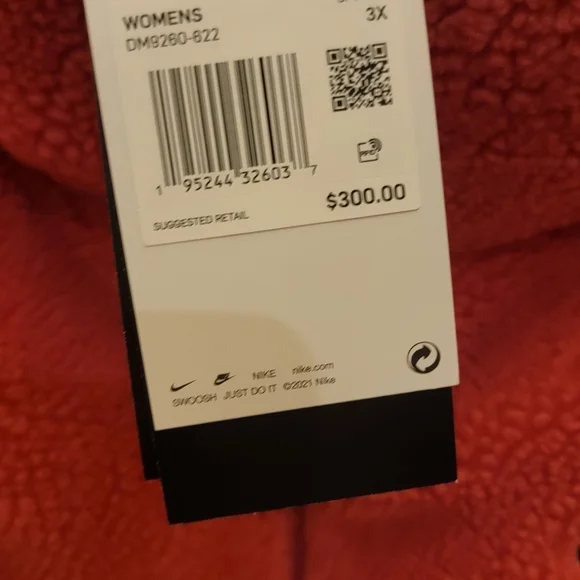 WOMENS
3X
DM9260-622
1 95244 32603 7
RFID
$300.00
SUGGESTED RETAIL
NIKE nike.com
SWOOSH JUST DO IT ©2021 Nike